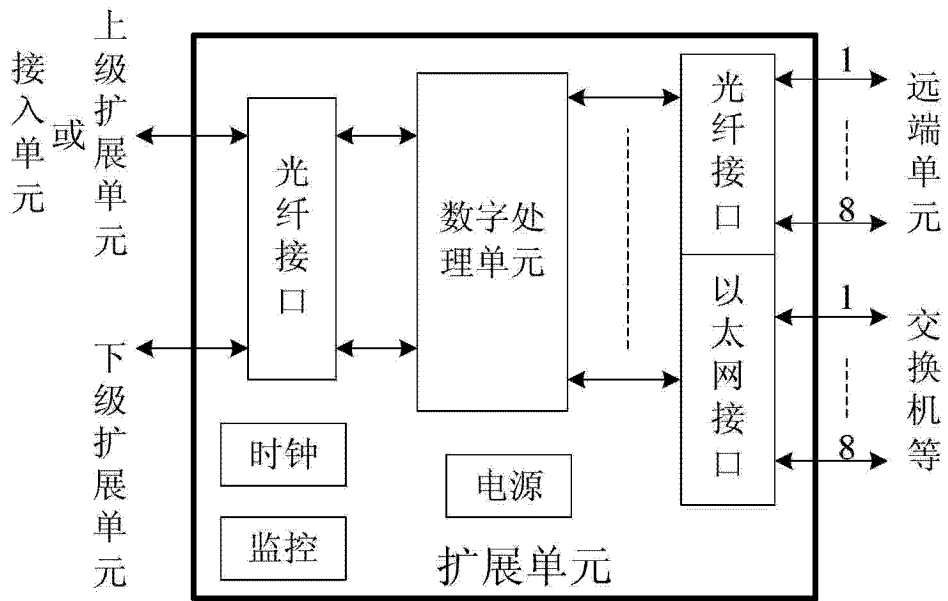 接入单元
或
上级扩展单元
下级扩展单元
光纤接口
数字处
理单元
光纤接口
以太网接口
1
8
1
8
远端单元
交换机等
时钟
监控
电源
扩展单元